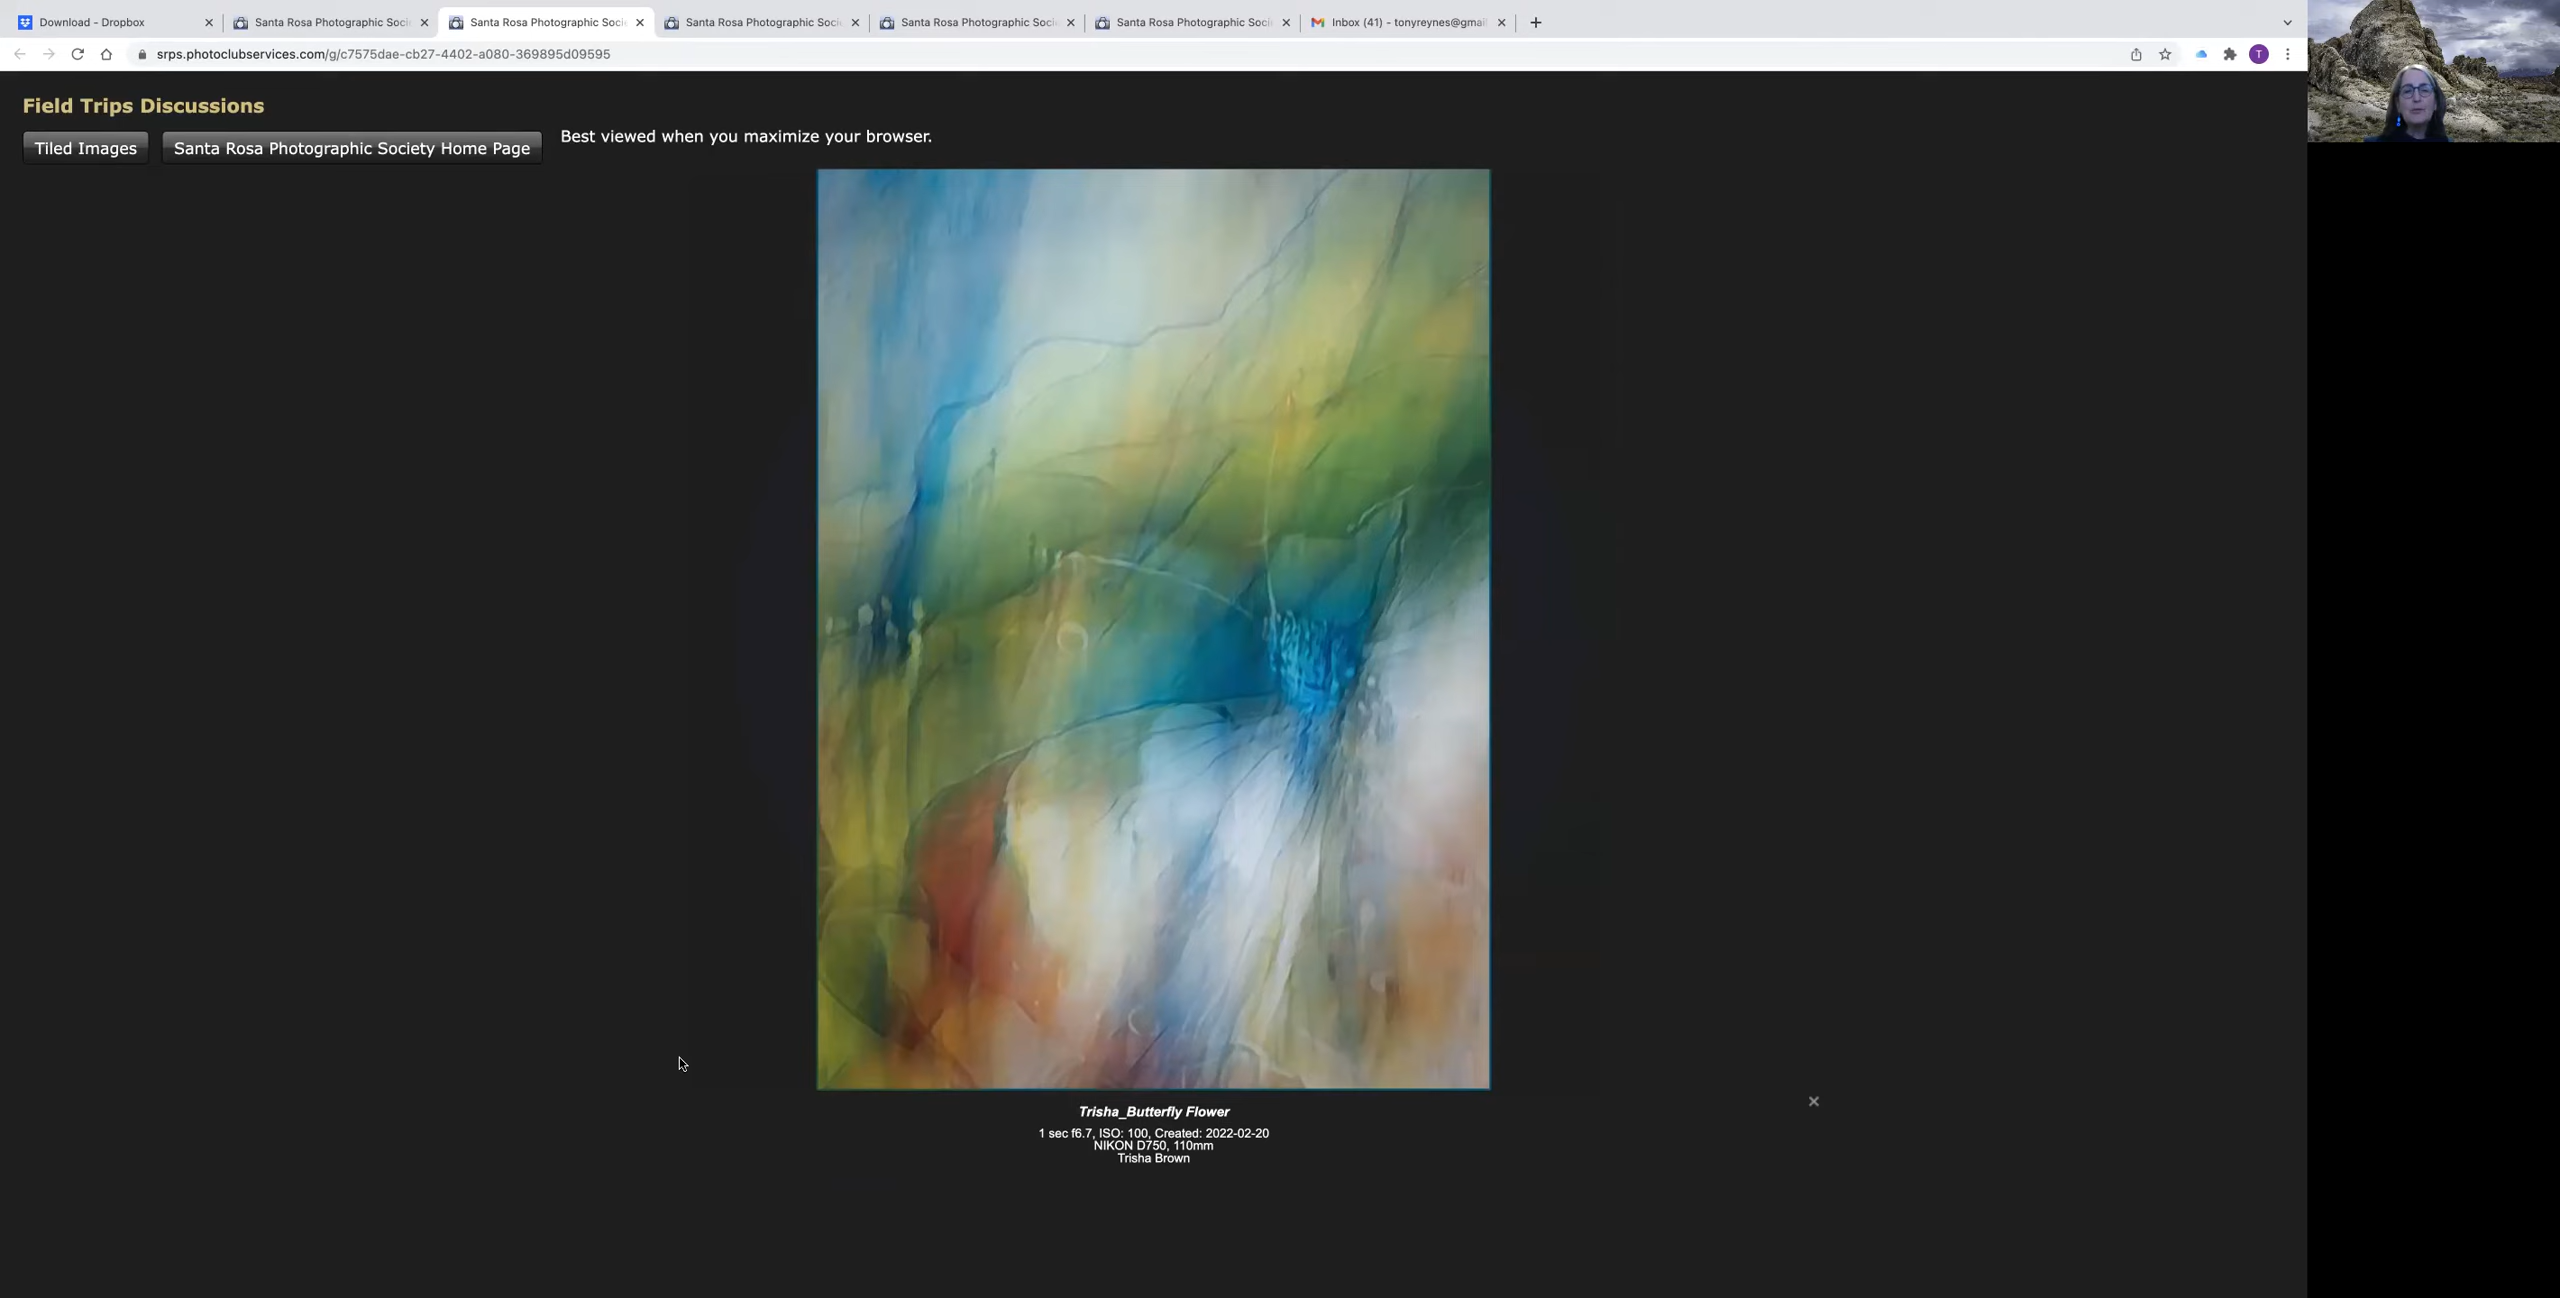 Download - Dropbox
Santa Rosa Photographic Soci
Santa Rosa Photographic Soci
Santa Rosa Photographic Soci
Santa Rosa Photographic Soci
Santa Rosa Photographic Soci
Inbox (41) - tonyreynes@gmai
srps.photoclubservices.com/g/c7575dae-cb27-4402-a080-369895d09595
T
Field Trips Discussions
Tiled Images
Santa Rosa Photographic Society Home Page
Best viewed when you maximize your browser.
Trisha_Butterfly Flower
1 sec f6.7, ISO: 100, Created: 2022-02-20
NIKON D750, 110mm
Trisha Brown